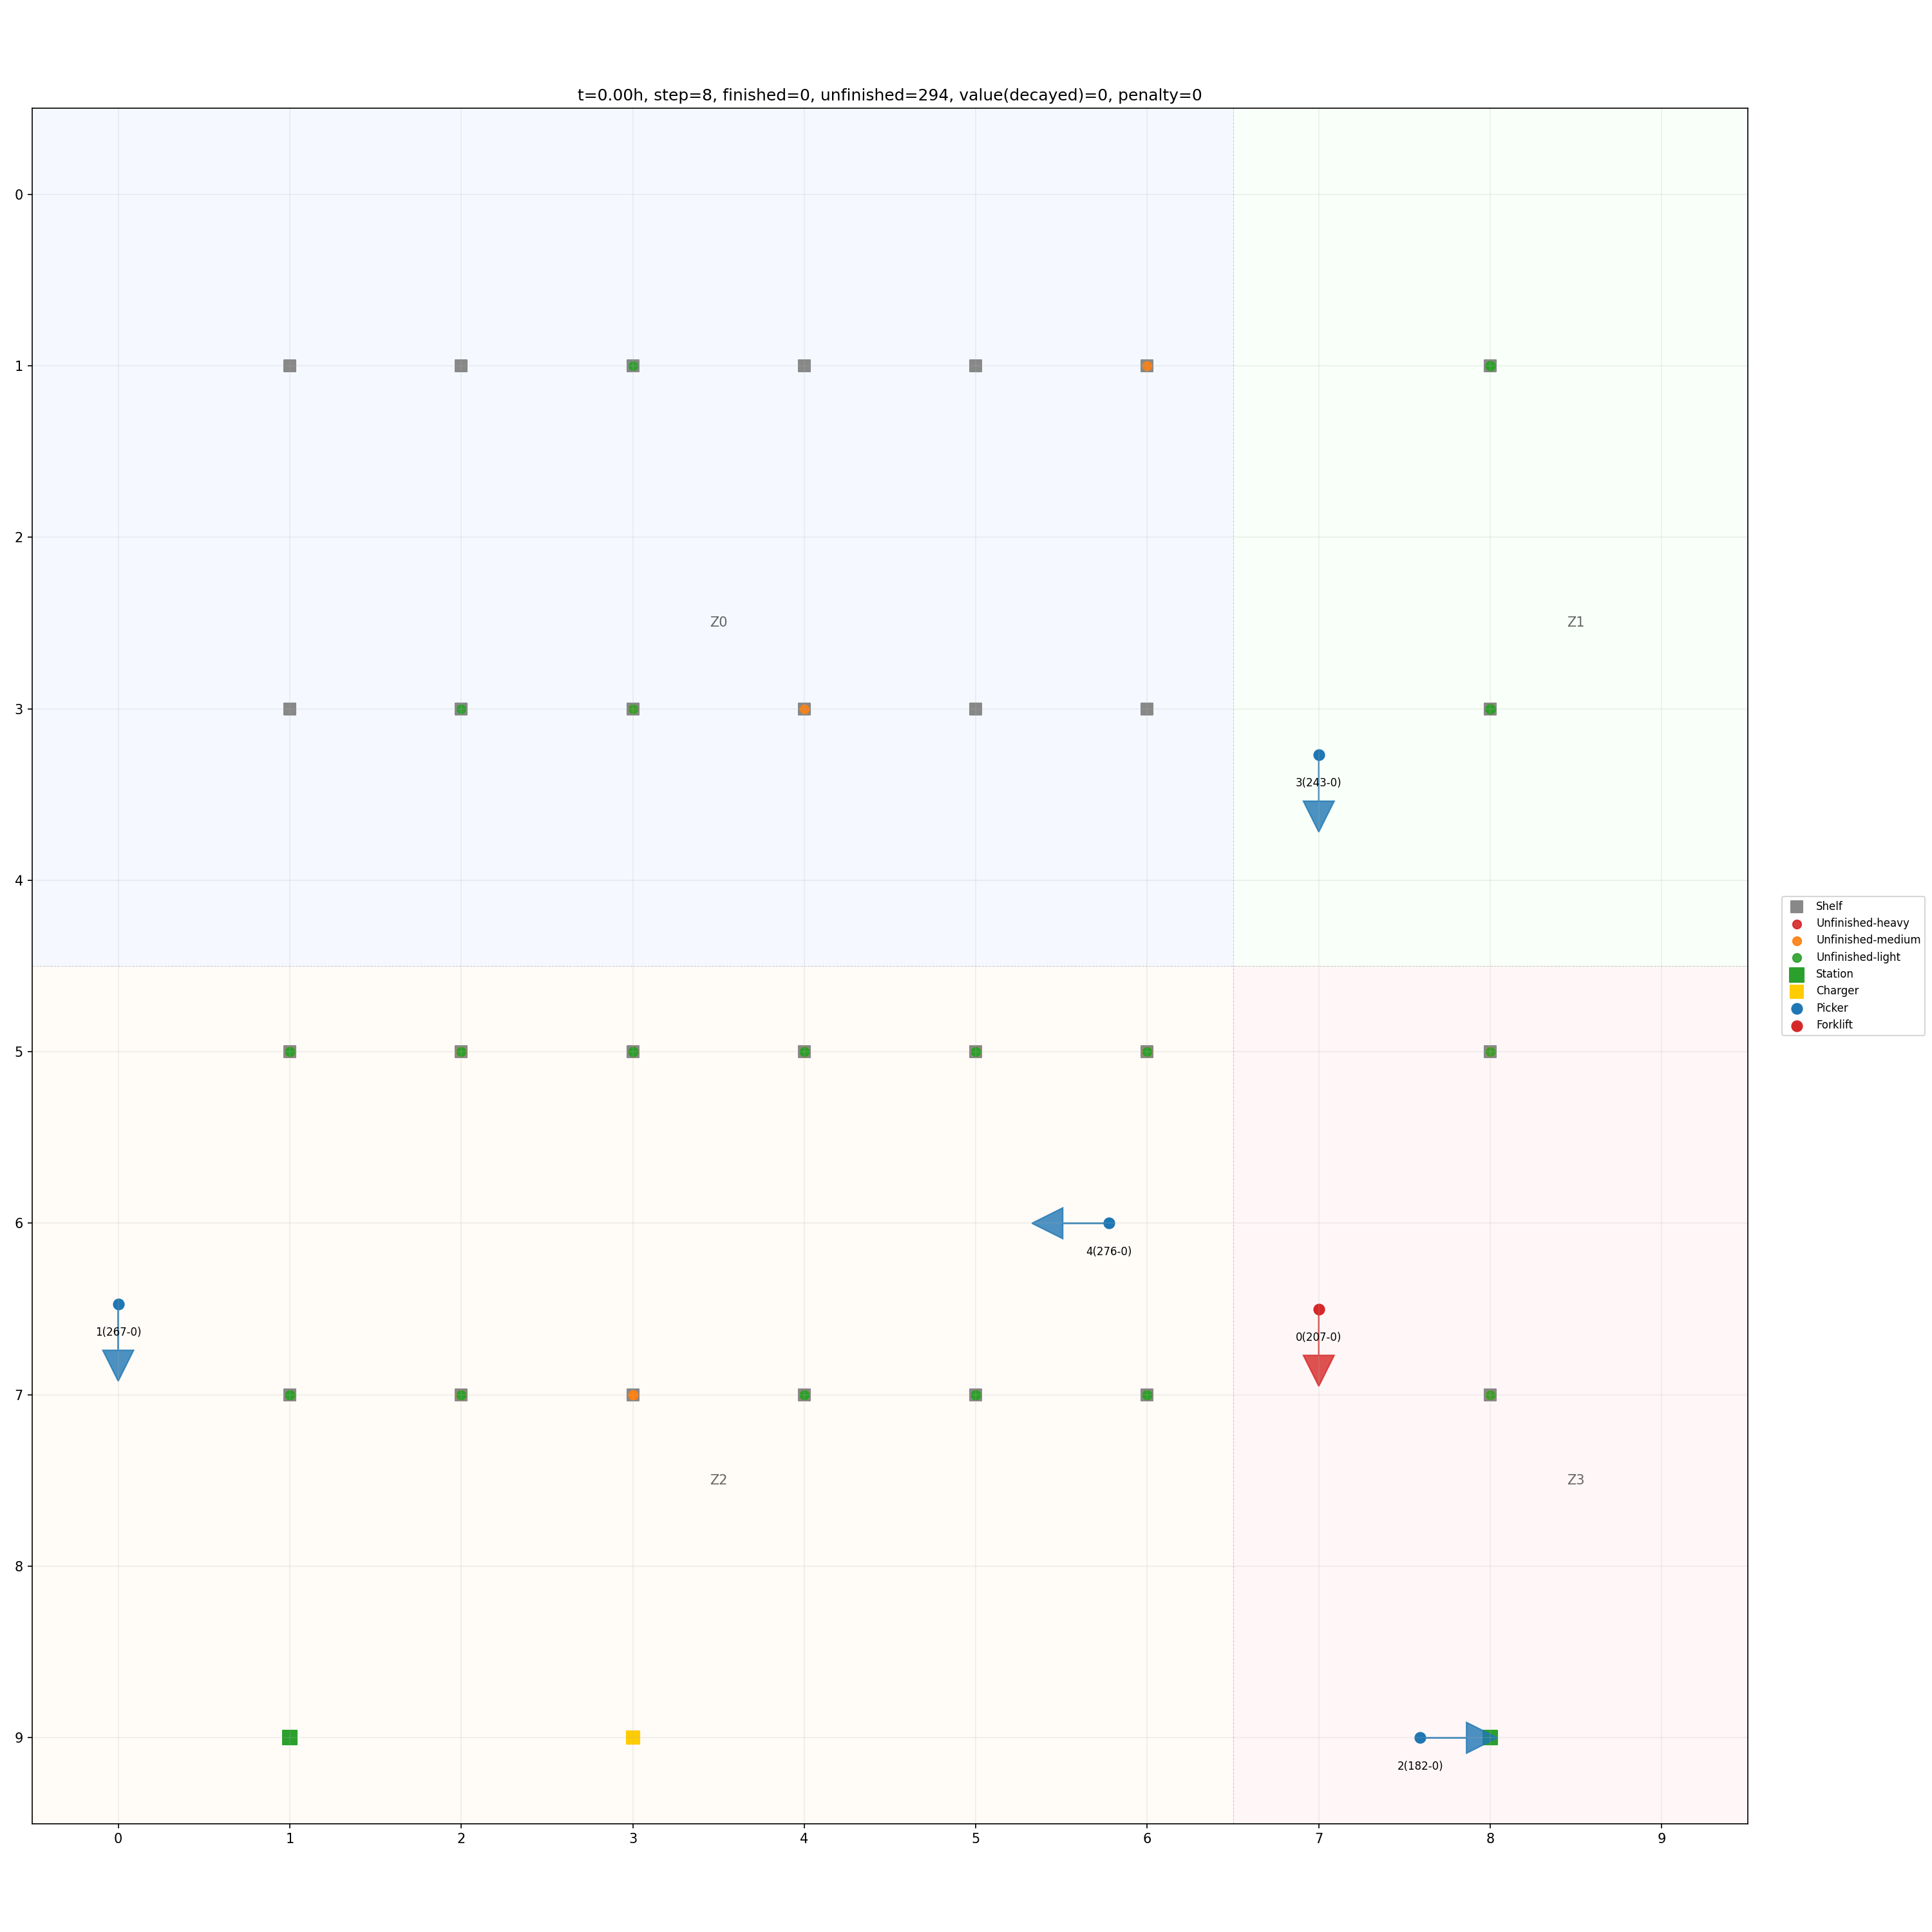 t=0.00h, step=8, finished=0, unfinished=294, value(decayed)=0, penalty=0
0
1
2
Z0
Z1
3
3(243-0)
4
Shelf
Unfinished-heavy
Unfinished-medium
Unfinished-light
Station
Charger
Picker
Forklift
5
6
4(276-0)
1(267-0)
0(207-0)
7
Z2
Z3
8
9
2(182-0)
0 1 2 3 4 5 6 7 8 9